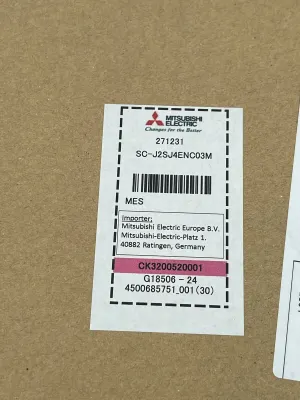 MITSUBISHI
ELECTRIC
Changes for the Better
271231
SC-J2SJ4ENC03M
MES
Importer;
Mitsubishi Electric Europe B.V.
Mitsubishi-Electric-Platz 1.
40882 Ratingen, Germany
CK3200520001
G18506 - 24
4500685751_001(30)